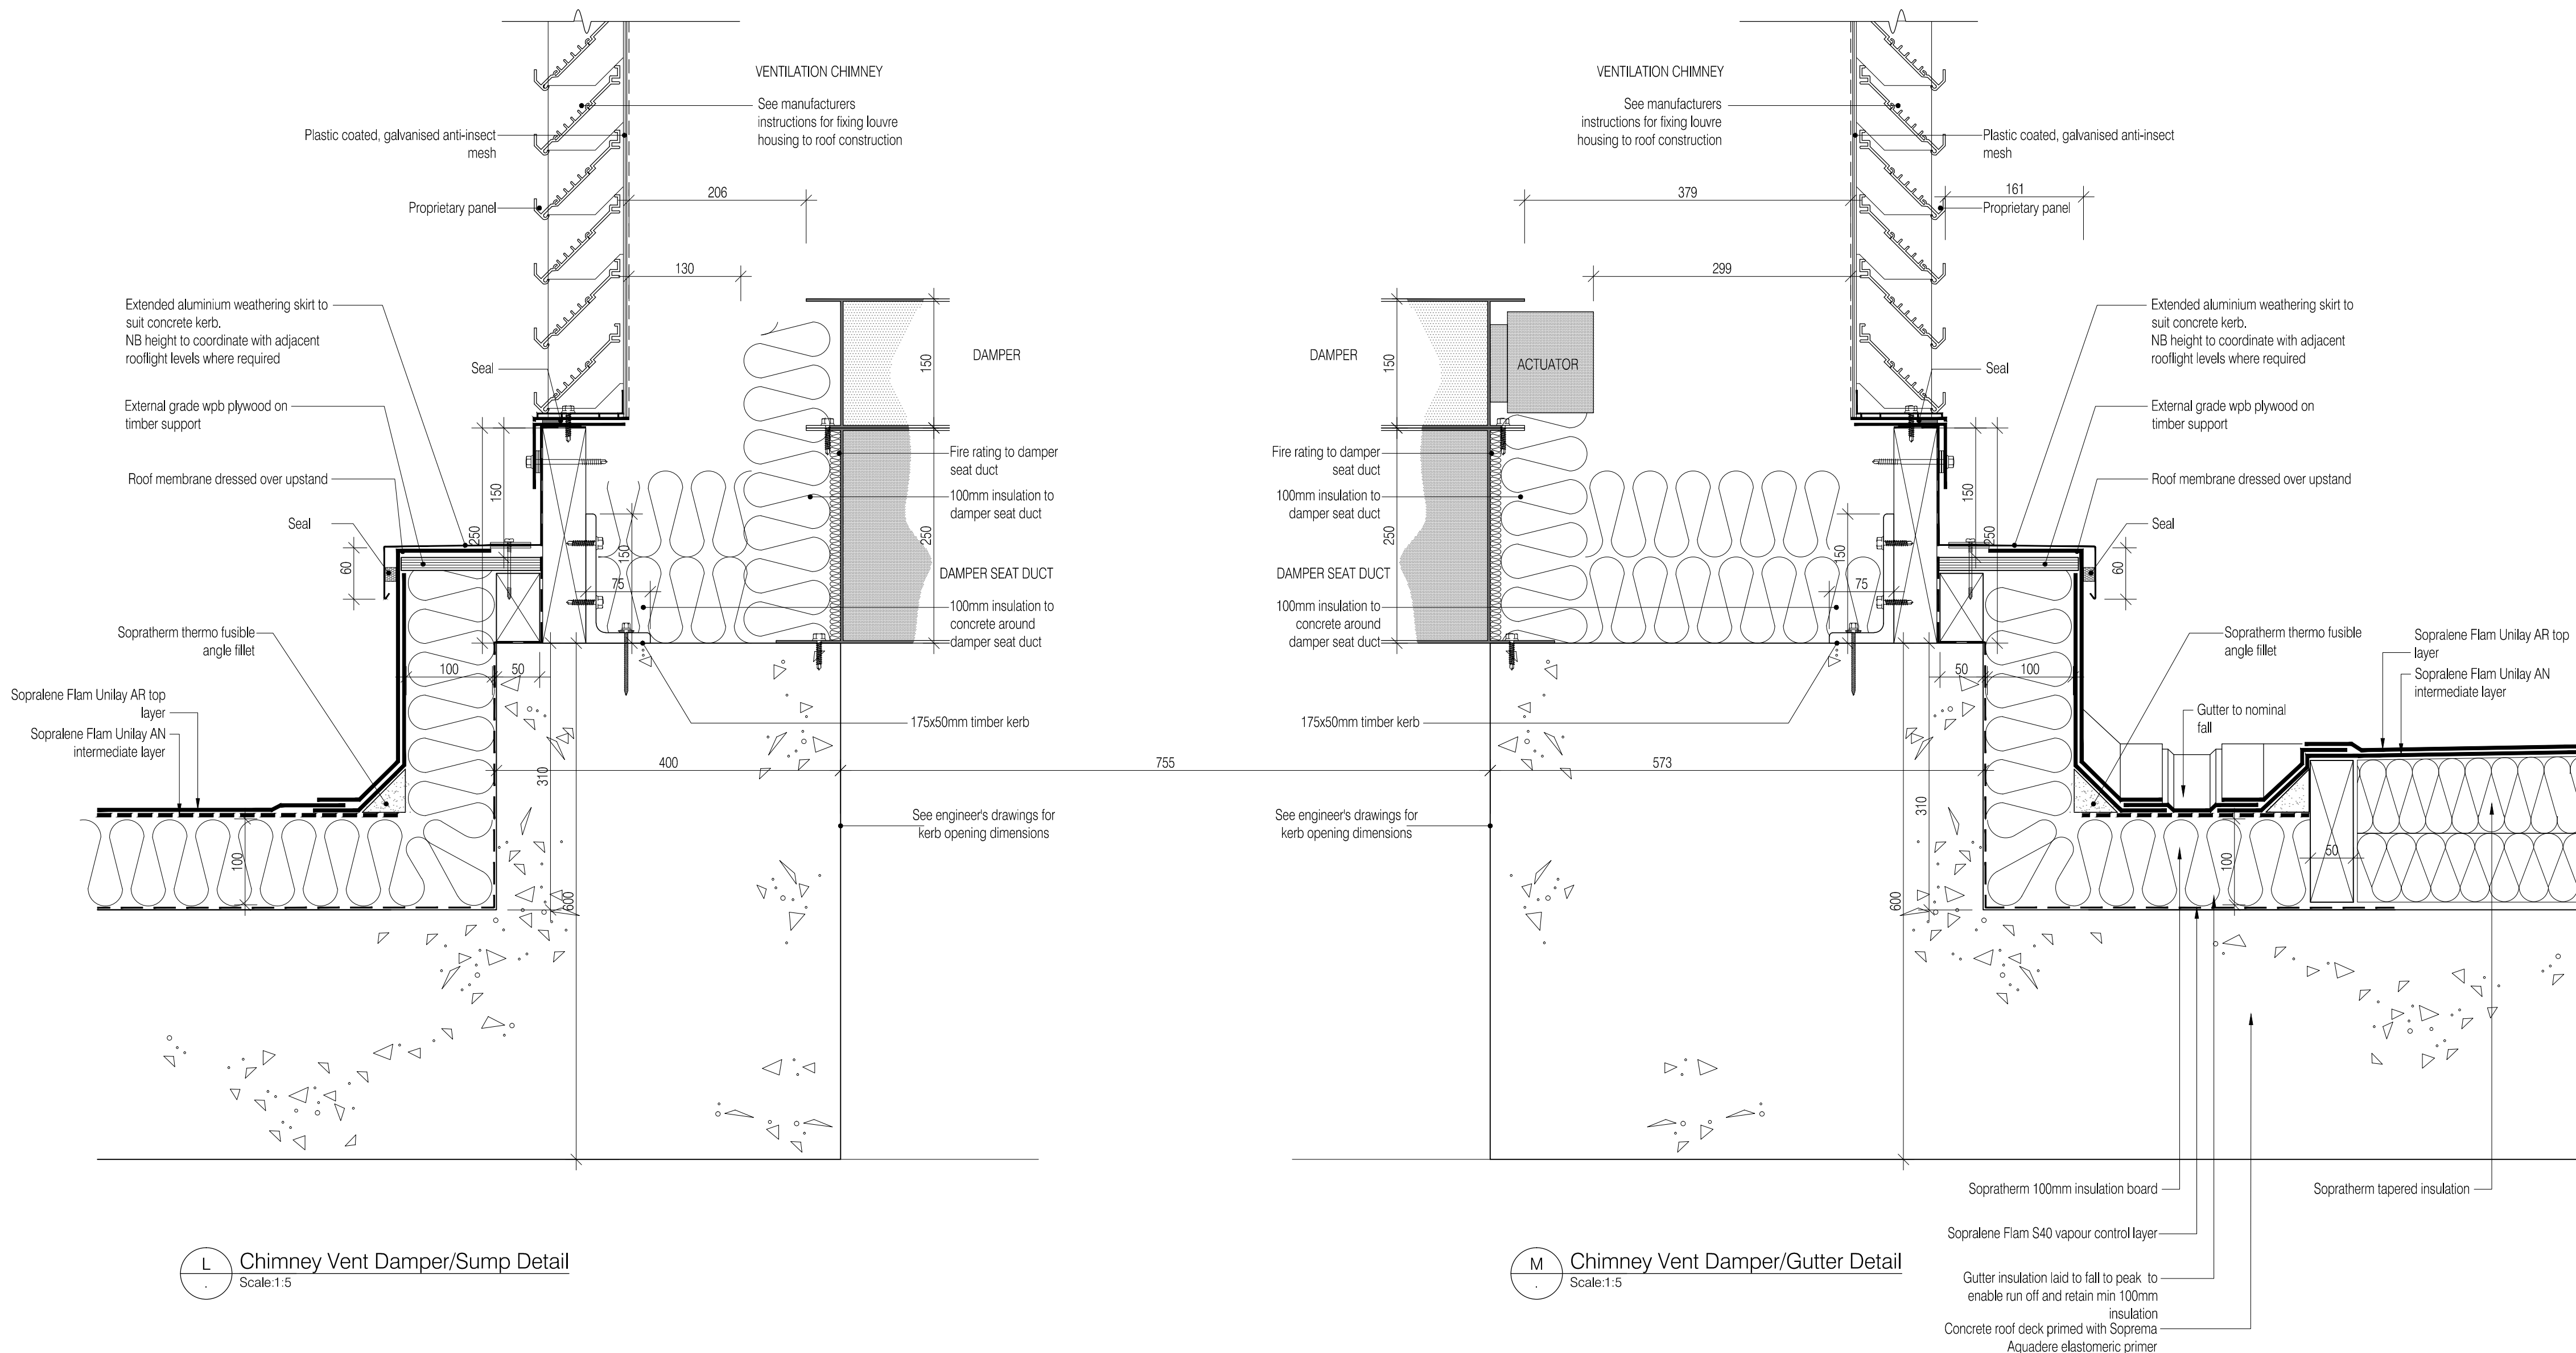 VENTILATION CHIMNEY
See manufacturers
instructions for fixing louvre
housing to roof construction
Plastic coated, galvanised anti-insect
mesh
206
Proprietary panel
130
Extended aluminium weathering skirt to
suit concrete kerb.
NB height to coordinate with adjacent
rooflight levels where required
150
DAMPER
Seal
External grade wpb plywood on
timber support
Fire rating to damper
seat duct
Roof membrane dressed over upstand
150
100mm insulation to
damper seat duct
Seal
250
150
250
60
DAMPER SEAT DUCT
75
100mm insulation to
concrete around
damper seat duct
Sopratherm thermo fusible
angle fillet
100
50
Sopralene Flam Unilay AR top
layer
175x50mm timber kerb
Sopralene Flam Unilay AN
intermediate layer
400
310
755
See engineer's drawings for
kerb opening dimensions
100
600
L
.
Chimney Vent Damper/Sump Detail
Scale:1:5
VENTILATION CHIMNEY
See manufacturers
instructions for fixing louvre
housing to roof construction
Plastic coated, galvanised anti-insect
mesh
379
161
Proprietary panel
299
Extended aluminium weathering skirt to
suit concrete kerb.
NB height to coordinate with adjacent
rooflight levels where required
DAMPER
150
ACTUATOR
Seal
External grade wpb plywood on
timber support
Fire rating to damper
seat duct
Roof membrane dressed over upstand
100mm insulation to
damper seat duct
150
Seal
250
150
250
60
DAMPER SEAT DUCT
75
100mm insulation to
concrete around
damper seat duct
Sopratherm thermo fusible
angle fillet
Sopralene Flam Unilay AR top
layer
50
100
Sopralene Flam Unilay AN
intermediate layer
175x50mm timber kerb
Gutter to nominal
fall
573
310
See engineer's drawings for
kerb opening dimensions
50
100
600
Sopratherm 100mm insulation board
Sopratherm tapered insulation
Sopralene Flam S40 vapour control layer
Gutter insulation laid to fall to peak to
enable run off and retain min 100mm
insulation
Concrete roof deck primed with Soprema
Aquadere elastomeric primer
M
.
Chimney Vent Damper/Gutter Detail
Scale:1:5